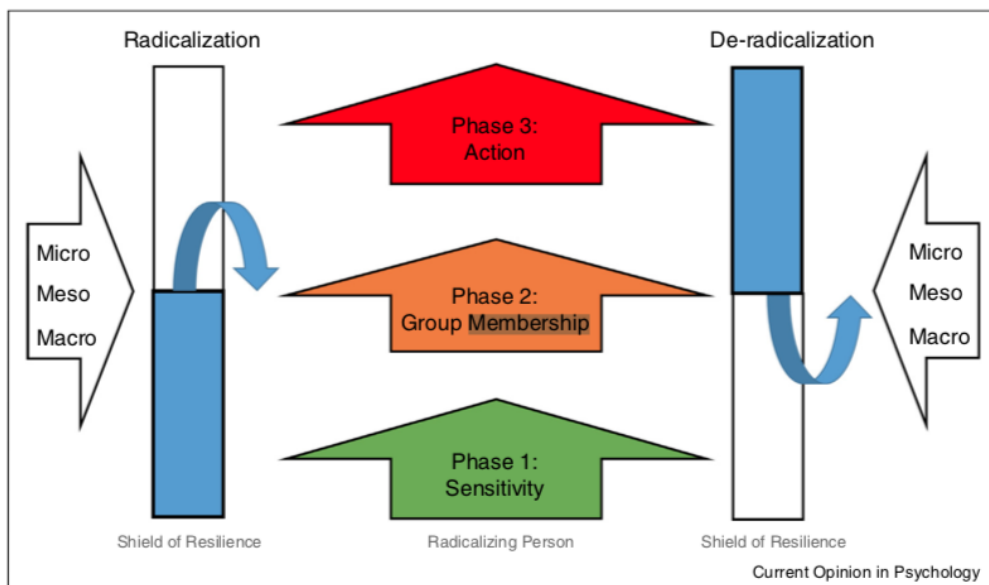 Radicalization
De-radicalization
Phase 3:
Action
Micro
Meso
Macro
Phase 2:
Group Membership
Micro
Meso
Macro
Phase 1:
Sensitivity
Shield of Resilience
Radicalizing Person
Shield of Resilience
Current Opinion in Psychology